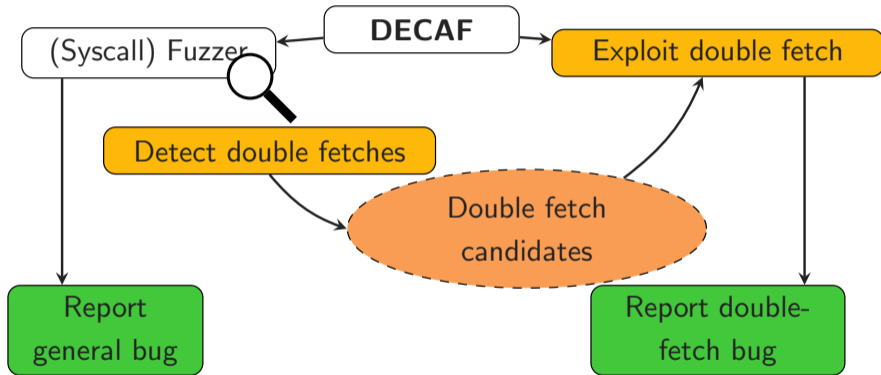 DECAF
(Syscall) Fuzzer
Exploit double fetch
Detect double fetches
Double fetch
candidates
Report
general bug
Report double-
fetch bug